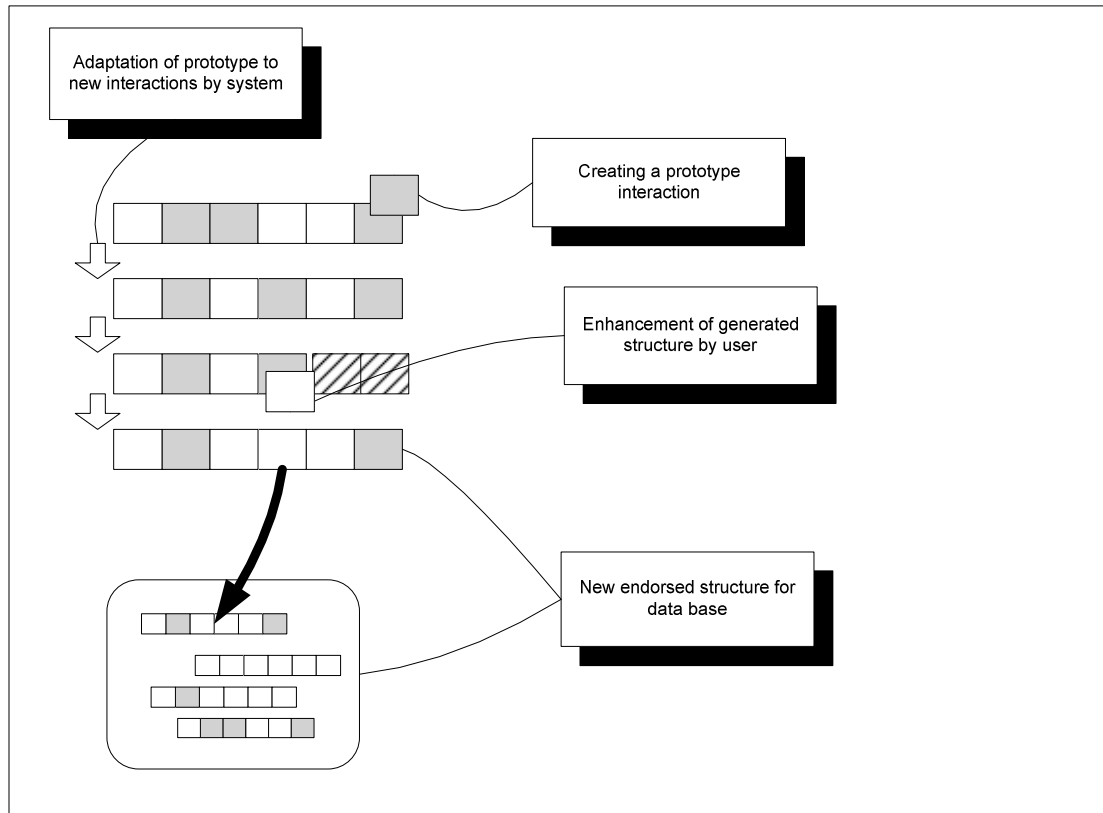 Adaptation of prototype to
new interactions by system
Creating a prototype
interaction
Enhancement of generated
structure by user
New endorsed structure for
data base